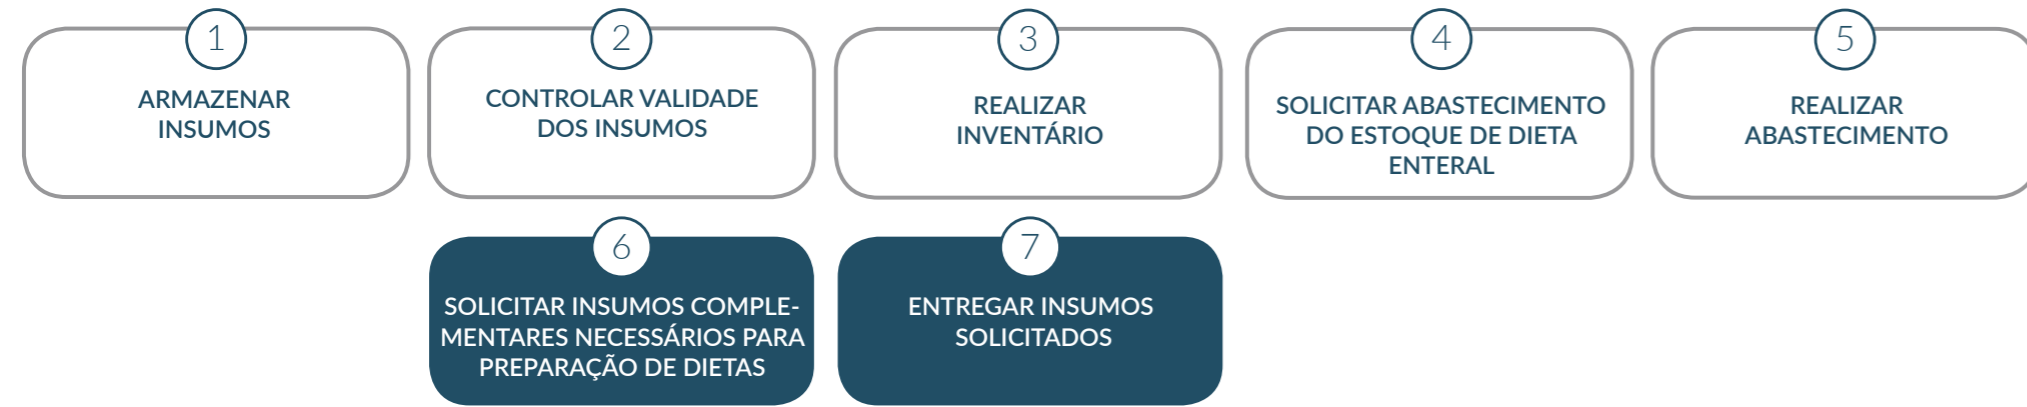 1
ARMAZENAR
INSUMOS
2
CONTROLAR VALIDADE
DOS INSUMOS
3
REALIZAR
INVENTÁRIO
4
SOLICITAR ABASTECIMENTO
DO ESTOQUE DE DIETA
ENTERAL
5
REALIZAR
ABASTECIMENTO
6
SOLICITAR INSUMOS COMPLE-
MENTARES NECESSÁRIOS PARA
PREPARAÇÃO DE DIETAS
7
ENTREGAR INSUMOS
SOLICITADOS